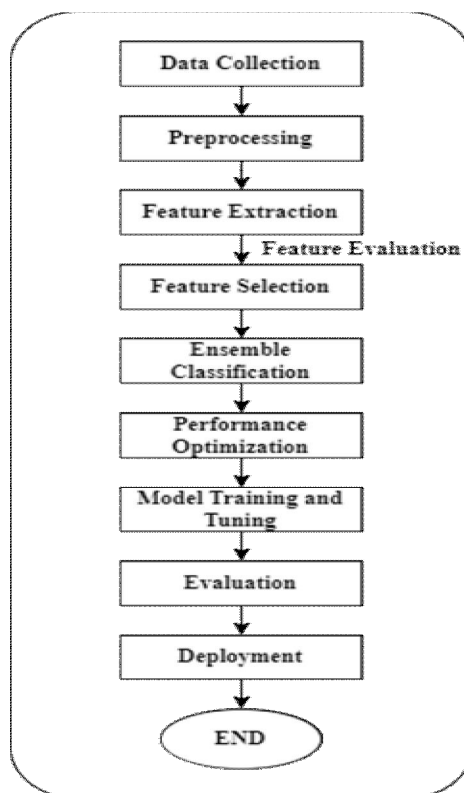 Data Collection
Preprocessing
Feature Extraction
Feature Evaluation
Feature Selection
Ensemble
Classification
Performance
Optimization
Model Training and
Tuning
Evaluation
Deployment
END